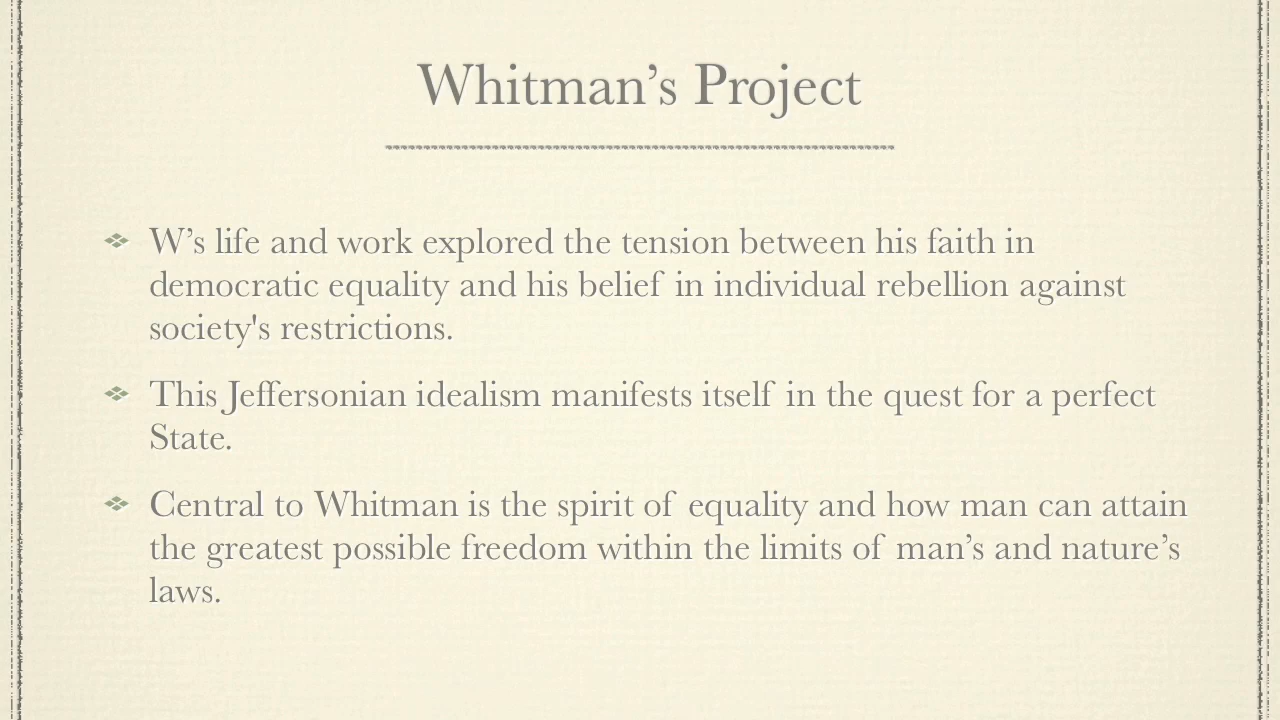 Whitman’s Project
W’s life and work explored the tension between his faith in
democratic equality and his belief in individual rebellion against
society's restrictions.
This Jeffersonian idealism manifests itself in the quest for a perfect
State.
Central to Whitman is the spirit of equality and how man can attain
the greatest possible freedom within the limits of man’s and nature’s
laws.